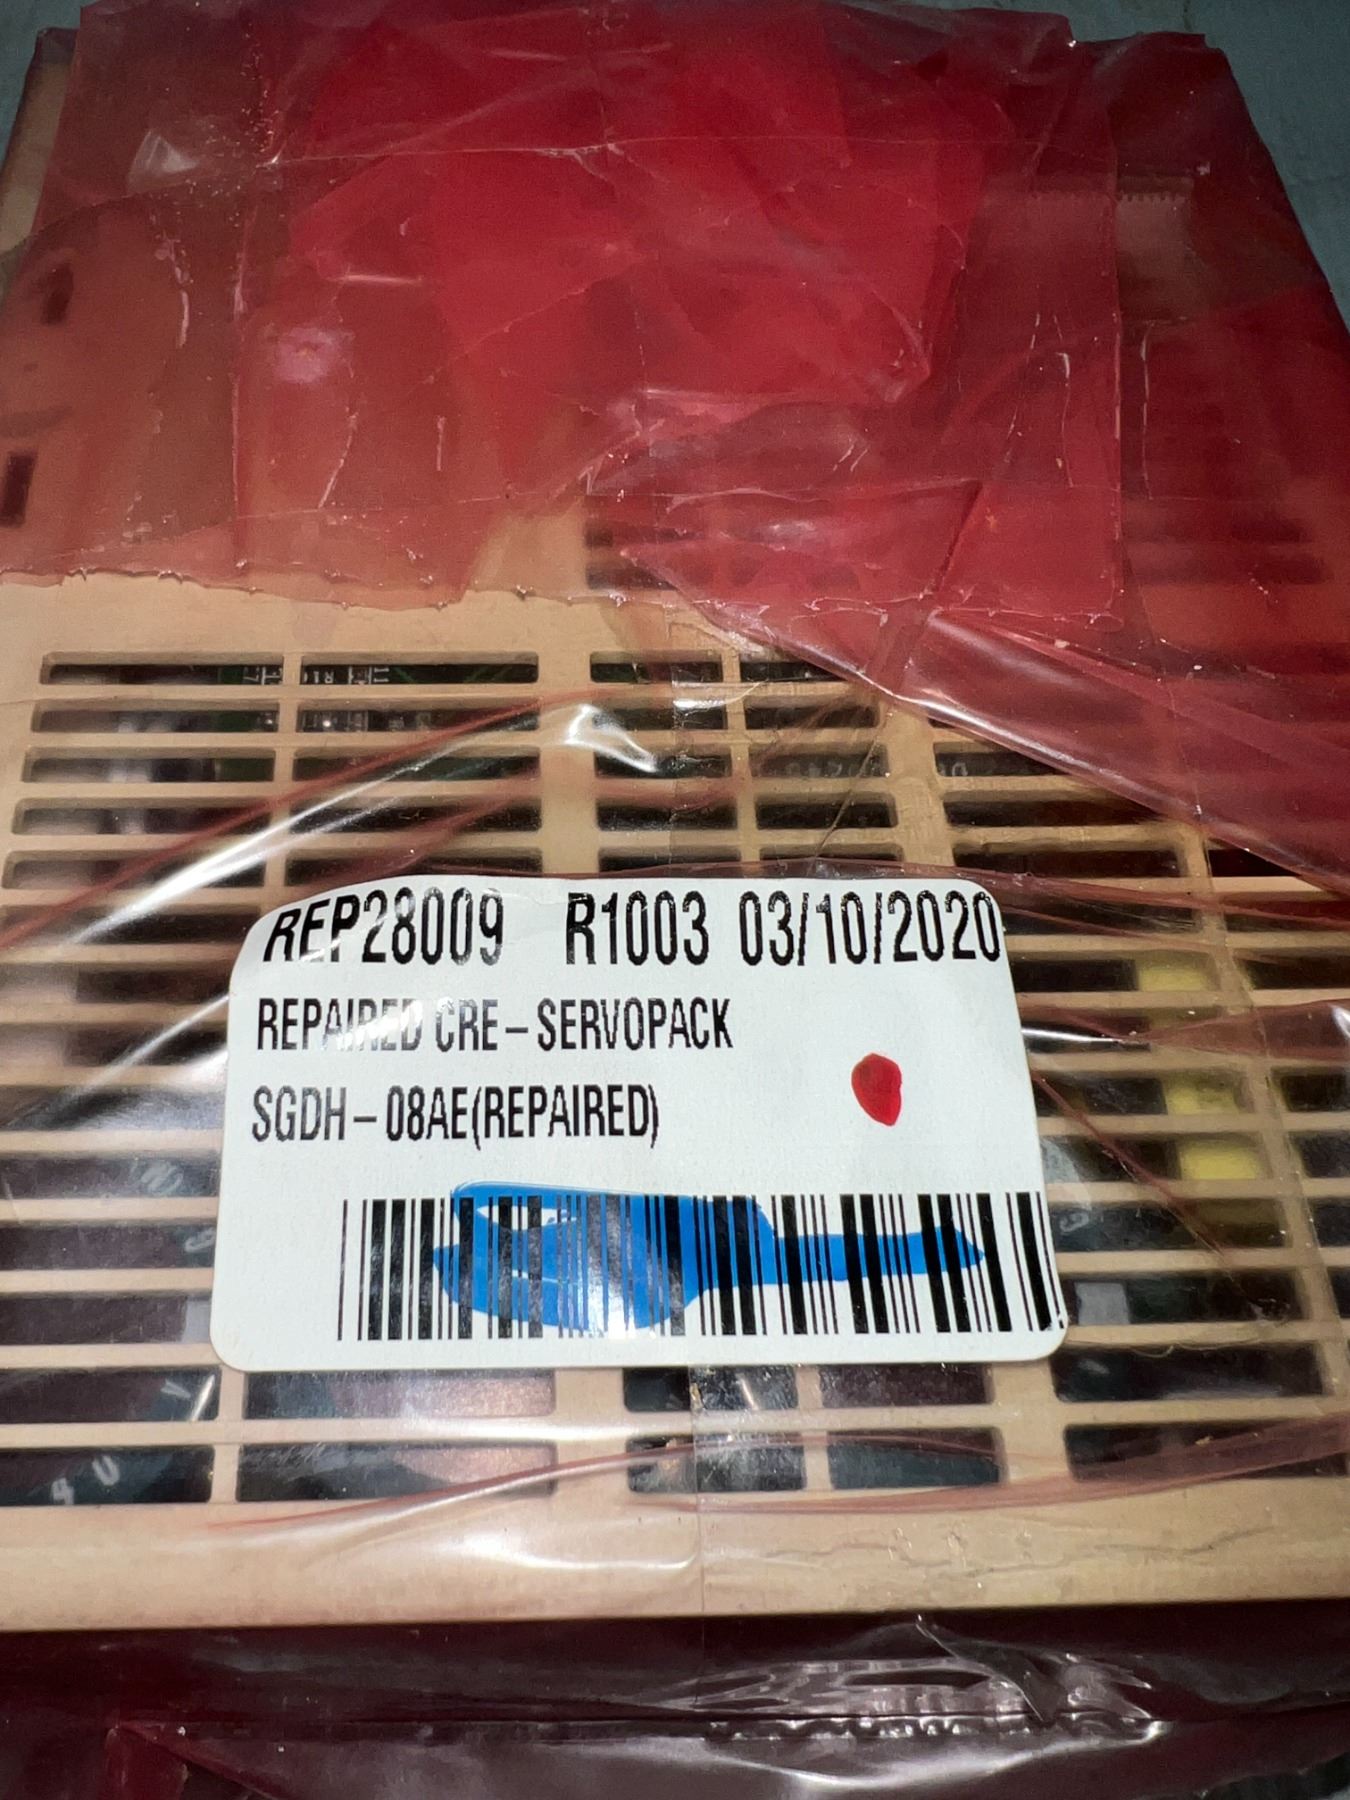 REP28009 R1003 03/10/2020
REPAIRED CRE-SERVOPACK
SGDH-08AE(REPAIRED)